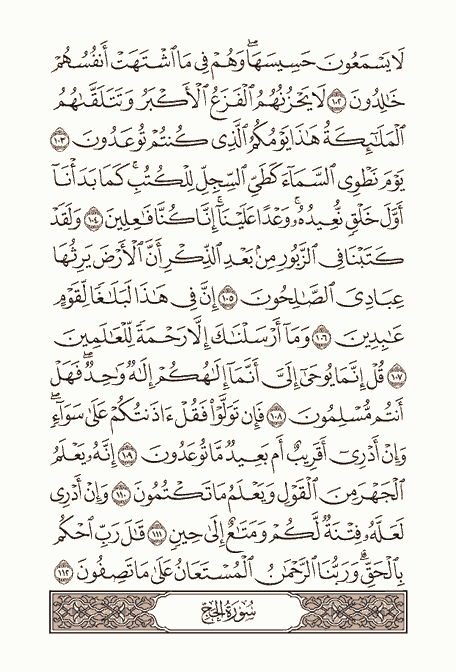 لَا يَسْمَعُونَ حَسِيسَهَا ۖ وَهُمْ فِى مَا ٱشْتَهَتْ أَنفُسُهُمْ
خَٰلِدُونَ ١٠٢ لَا يَحْزُنُهُمُ ٱلْفَزَعُ ٱلْأَكْبَرُ وَتَتَلَقَّىٰهُمُ
ٱلْمَلَٰٓئِكَةُ هَٰذَا يَوْمُكُمُ ٱلَّذِى كُنتُمْ تُوعَدُونَ ١٠٣
يَوْمَ نَطْوِى ٱلسَّمَآءَ كَطَىِّ ٱلسِّجِلِّ لِلْكُتُبِ ۚ كَمَا بَدَأْنَآ
أَوَّلَ خَلْقٍ نُّعِيدُهُۥ ۚ وَعْدًا عَلَيْنَآ ۚ إِنَّا كُنَّا فَٰعِلِينَ ١٠٤ وَلَقَدْ
كَتَبْنَا فِى ٱلزَّبُورِ مِنۢ بَعْدِ ٱلذِّكْرِ أَنَّ ٱلْأَرْضَ يَرِثُهَا
عِبَادِىَ ٱلصَّٰلِحُونَ ١٠٥ إِنَّ فِى هَٰذَا لَبَلَٰغًا لِّقَوْمٍ
عَٰبِدِينَ ١٠٦ وَمَآ أَرْسَلْنَٰكَ إِلَّا رَحْمَةً لِّلْعَٰلَمِينَ
١٠٧ قُلْ إِنَّمَا يُوحَىٰٓ إِلَىَّ أَنَّمَآ إِلَٰهُكُمْ إِلَٰهٌ وَٰحِدٌ ۖ فَهَلْ
أَنتُم مُّسْلِمُونَ ١٠٨ فَإِن تَوَلَّوْا۟ فَقُلْ ءَاذَنتُكُمْ عَلَىٰ سَوَآءٍ ۖ
وَإِنْ أَدْرِىٓ أَقَرِيبٌ أَم بَعِيدٌ مَّا تُوعَدُونَ ١٠٩ إِنَّهُۥ يَعْلَمُ
ٱلْجَهْرَ مِنَ ٱلْقَوْلِ وَيَعْلَمُ مَا تَكْتُمُونَ ١١٠ وَإِنْ أَدْرِى
لَعَلَّهُۥ فِتْنَةٌ لَّكُمْ وَمَتَٰعٌ إِلَىٰ حِينٍ ١١١ قَٰلَ رَبِّ ٱحْكُم
بِٱلْحَقِّ ۗ وَرَبُّنَا ٱلرَّحْمَٰنُ ٱلْمُسْتَعَانُ عَلَىٰ مَا تَصِفُونَ ١١٢
سُورَةُ الحَجِّ